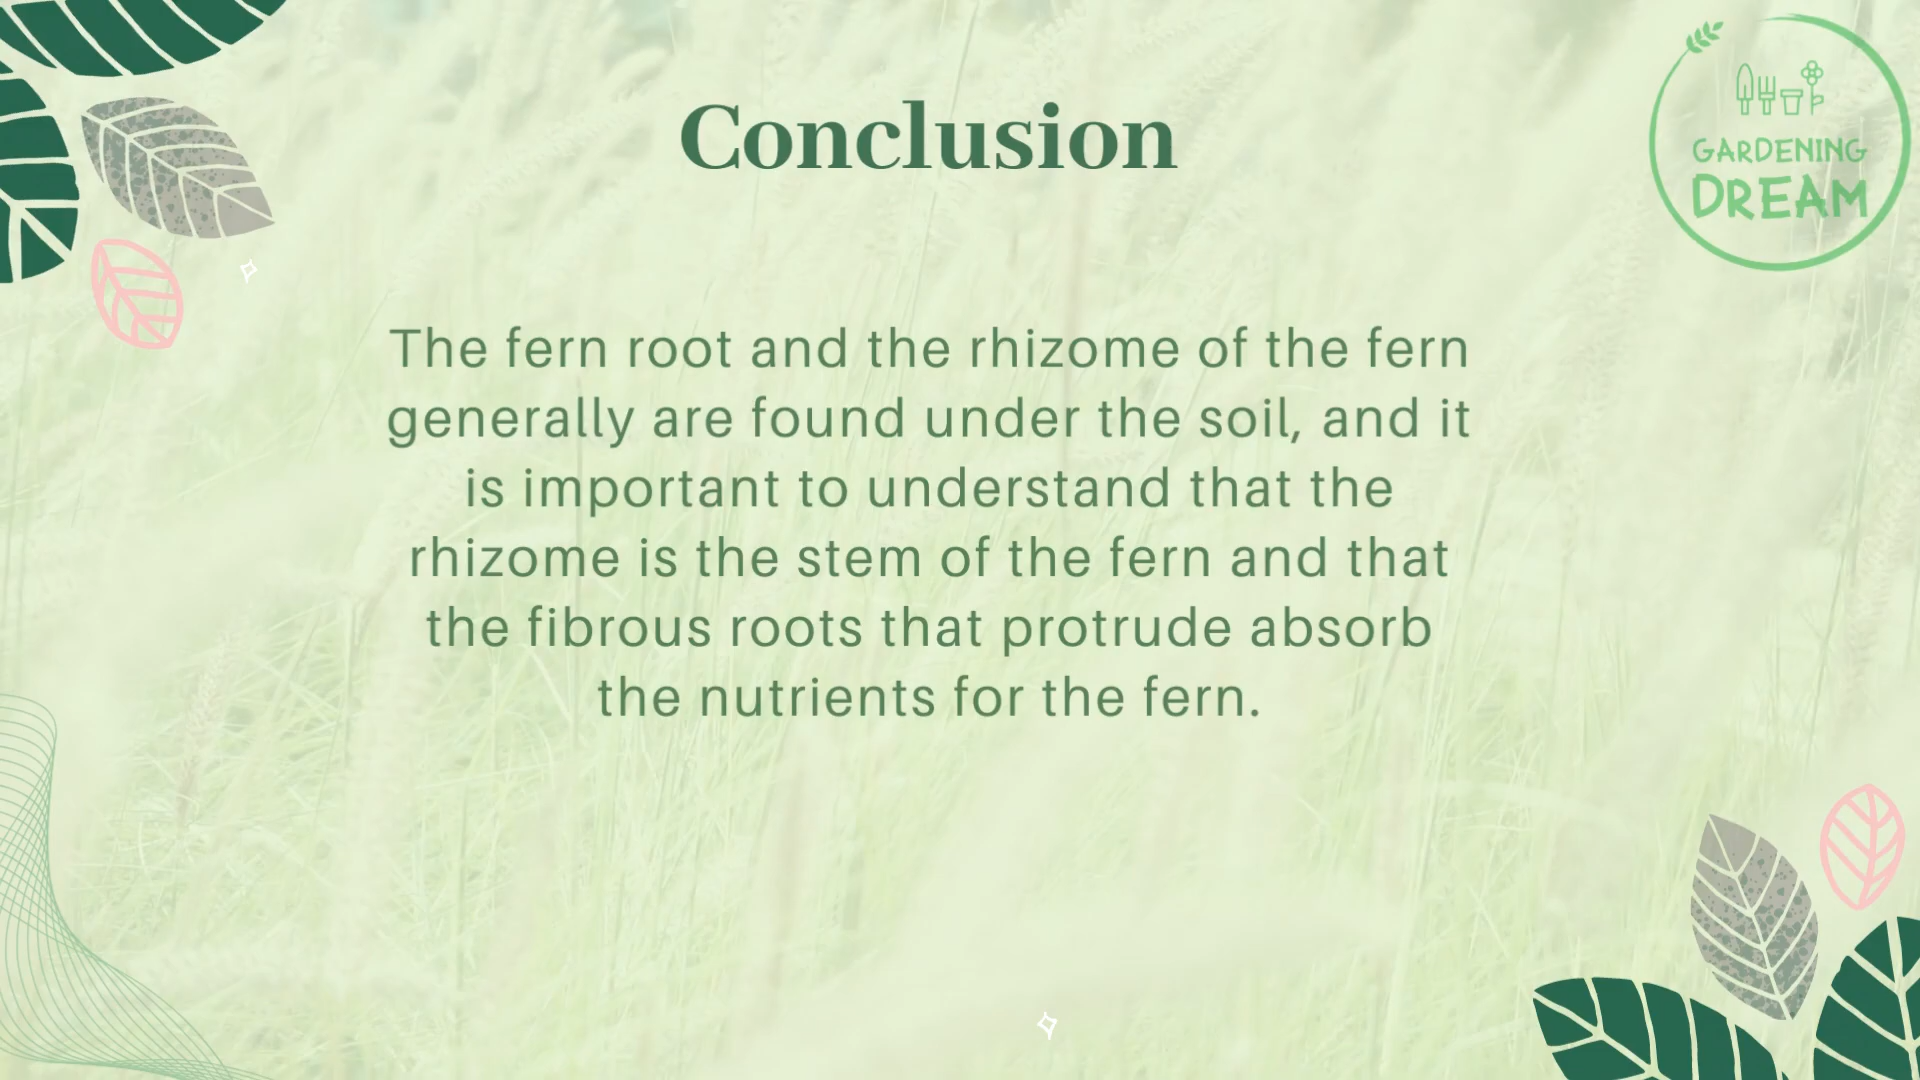 Conclusion
GARDENING
DREAM
The fern root and the rhizome of the fern
generally are found under the soil, and it
is important to understand that the
rhizome is the stem of the fern and that
the fibrous roots that protrude absorb
the nutrients for the fern.